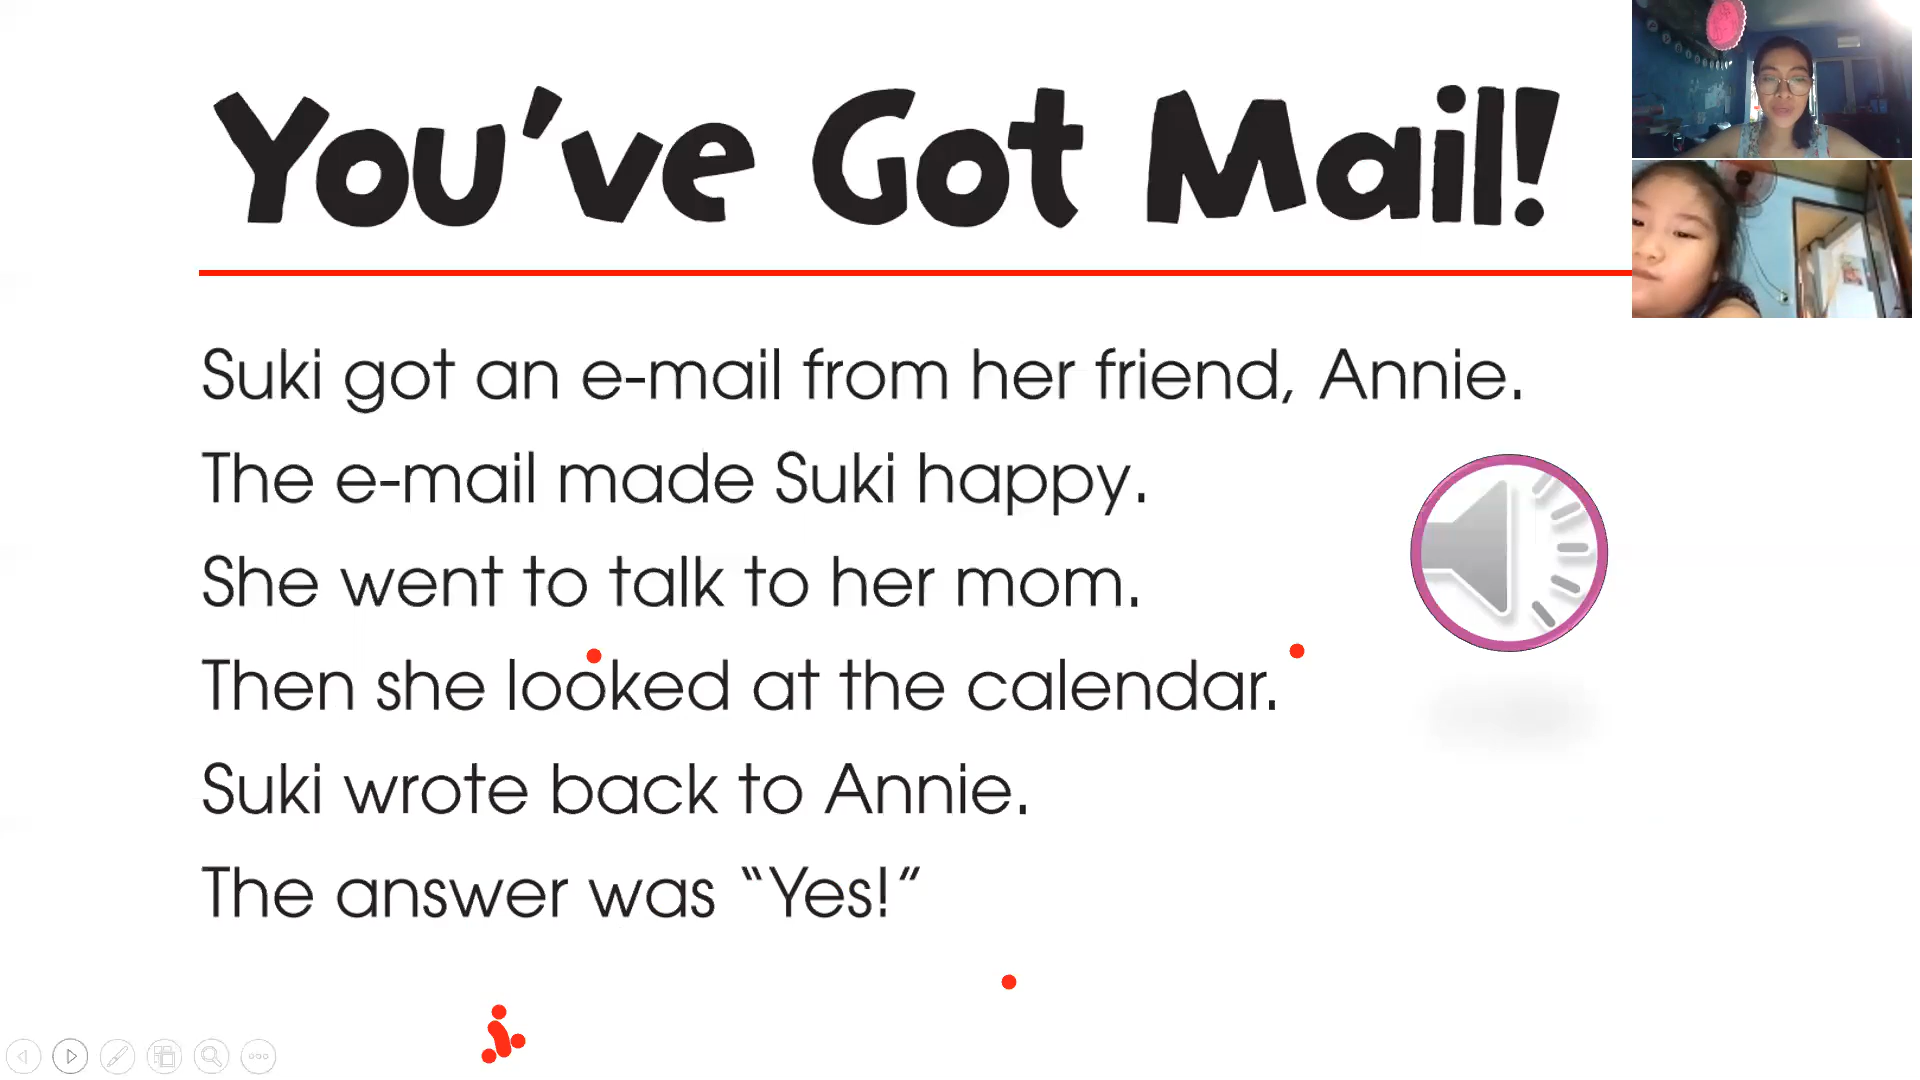 You've Got Mail!
Suki got an e-mail from her friend, Annie.
The e-mail made Suki happy.
She went to talk to her mom.
Then she looked at the calendar.
Suki wrote back to Annie.
The answer was “Yes!”